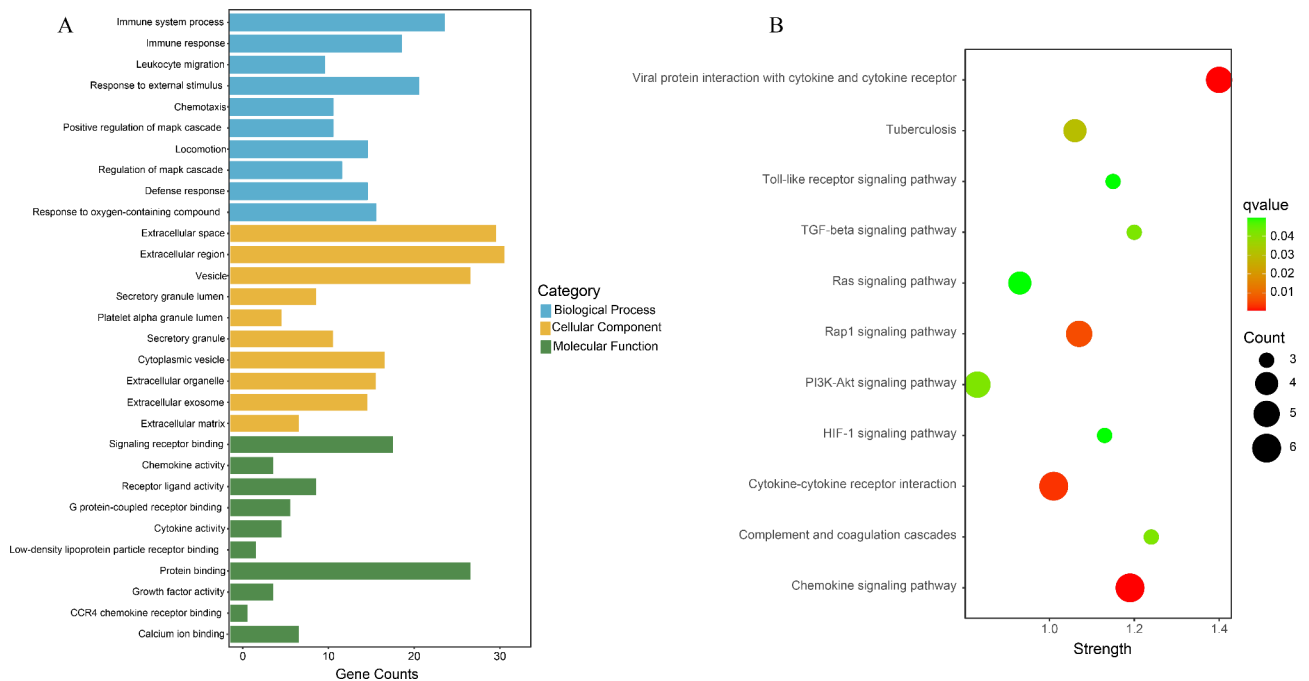 A
Immune system process
Immune response
Leukocyte migration
Response to external stimulus
Chemotaxis
Positive regulation of mapk cascade
Locomotion
Regulation of mapk cascade
Defense response
Response to oxygen-containing compound
Extracellular space
Extracellular region
Vesicle
Secretory granule lumen
Platelet alpha granule lumen
Secretory granule
Cytoplasmic vesicle
Extracellular organelle
Extracellular exosome
Extracellular matrix
Signaling receptor binding
Chemokine activity
Receptor ligand activity
G protein-coupled receptor binding
Cytokine activity
Low-density lipoprotein particle receptor binding
Protein binding
Growth factor activity
CCR4 chemokine receptor binding
Calcium ion binding
0 10 20 30
Gene Counts
Category
Biological Process
Cellular Component
Molecular Function
B
Viral protein interaction with cytokine and cytokine receptor
Tuberculosis
Toll-like receptor signaling pathway
TGF-beta signaling pathway
Ras signaling pathway
Rap1 signaling pathway
PI3K-Akt signaling pathway
HIF-1 signaling pathway
Cytokine-cytokine receptor interaction
Complement and coagulation cascades
Chemokine signaling pathway
1.0 1.2 1.4
Strength
qvalue
0.04
0.03
0.02
0.01
Count
3
4
5
6